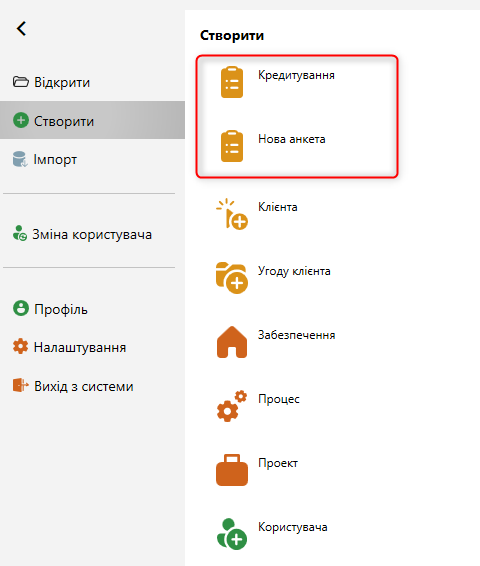 Відкрити
Створити
Імпорт
Зміна користувача
Профіль
Налаштування
Вихід з системи
Створити
Кредитування
Нова анкета
Клієнта
Угоду клієнта
Забезпечення
Процес
Проект
Користувача